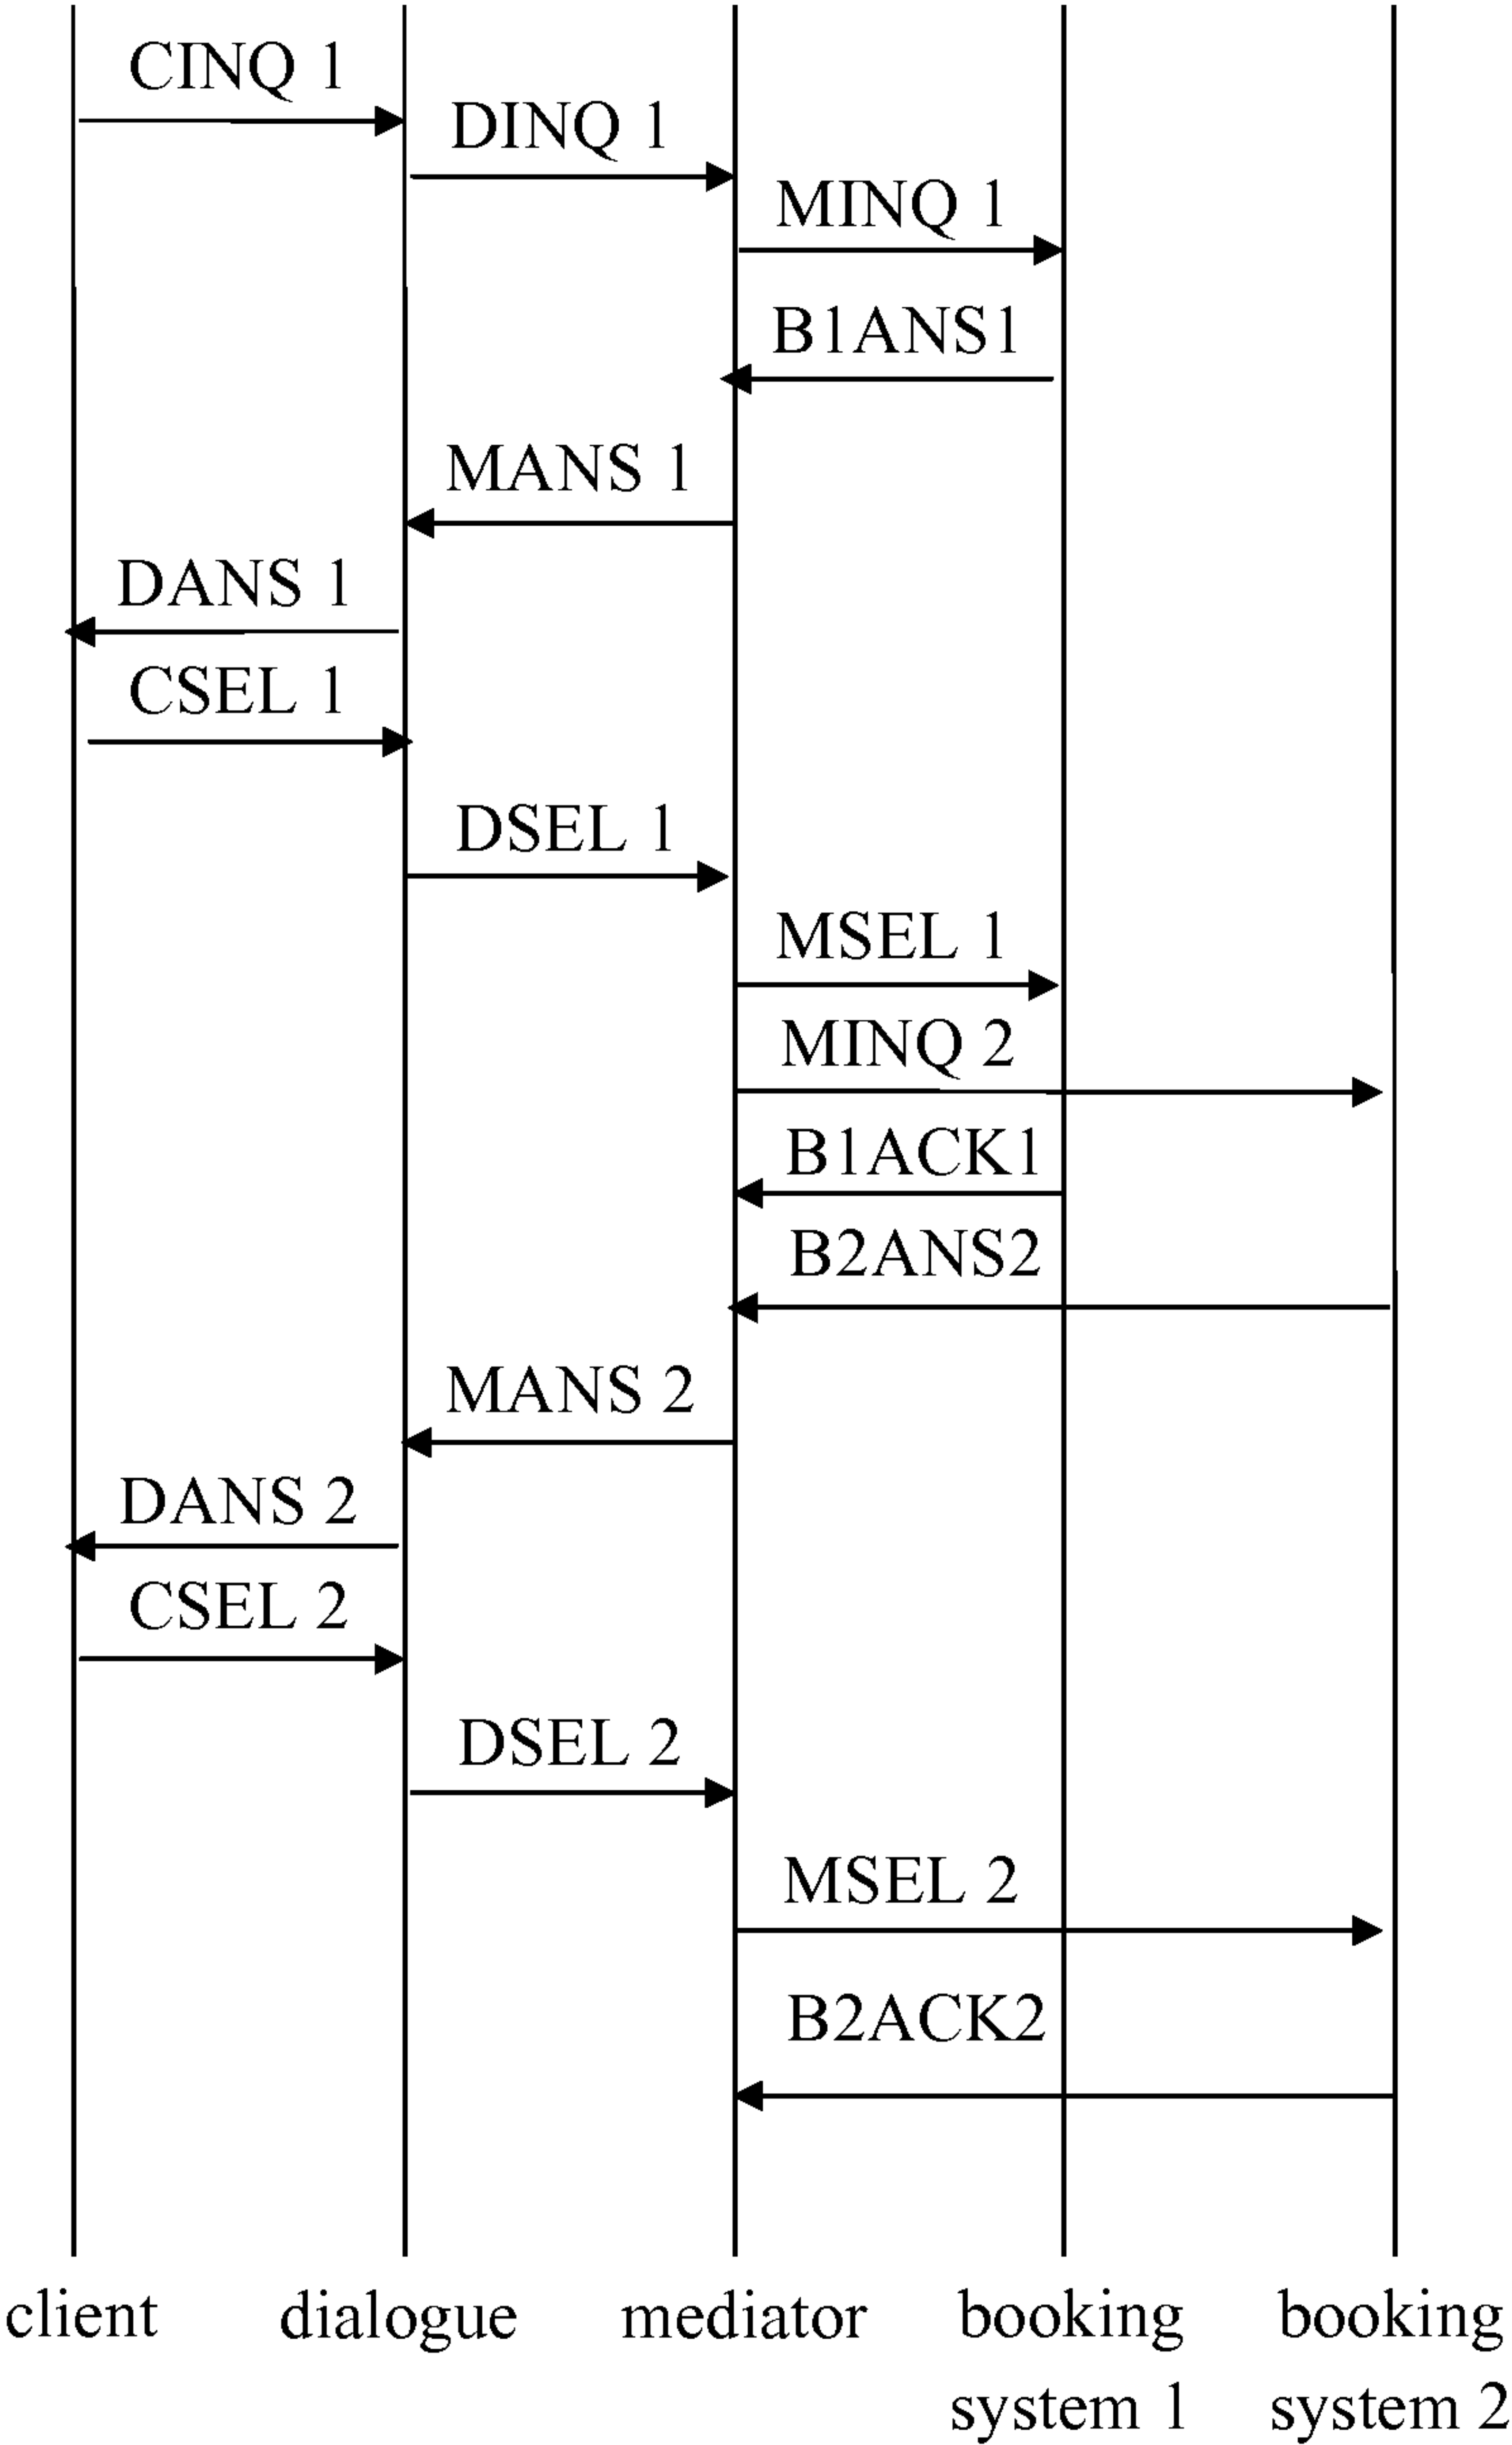 CINQ 1
DINQ 1
MINQ 1
B1ANS1
MANS 1
DANS 1
CSEL 1
DSEL 1
MSEL 1
MINQ 2
B1ACK1
B2ANS2
MANS 2
DANS 2
CSEL 2
DSEL 2
MSEL 2
B2ACK2
client dialogue mediator booking booking
system 1 system 2